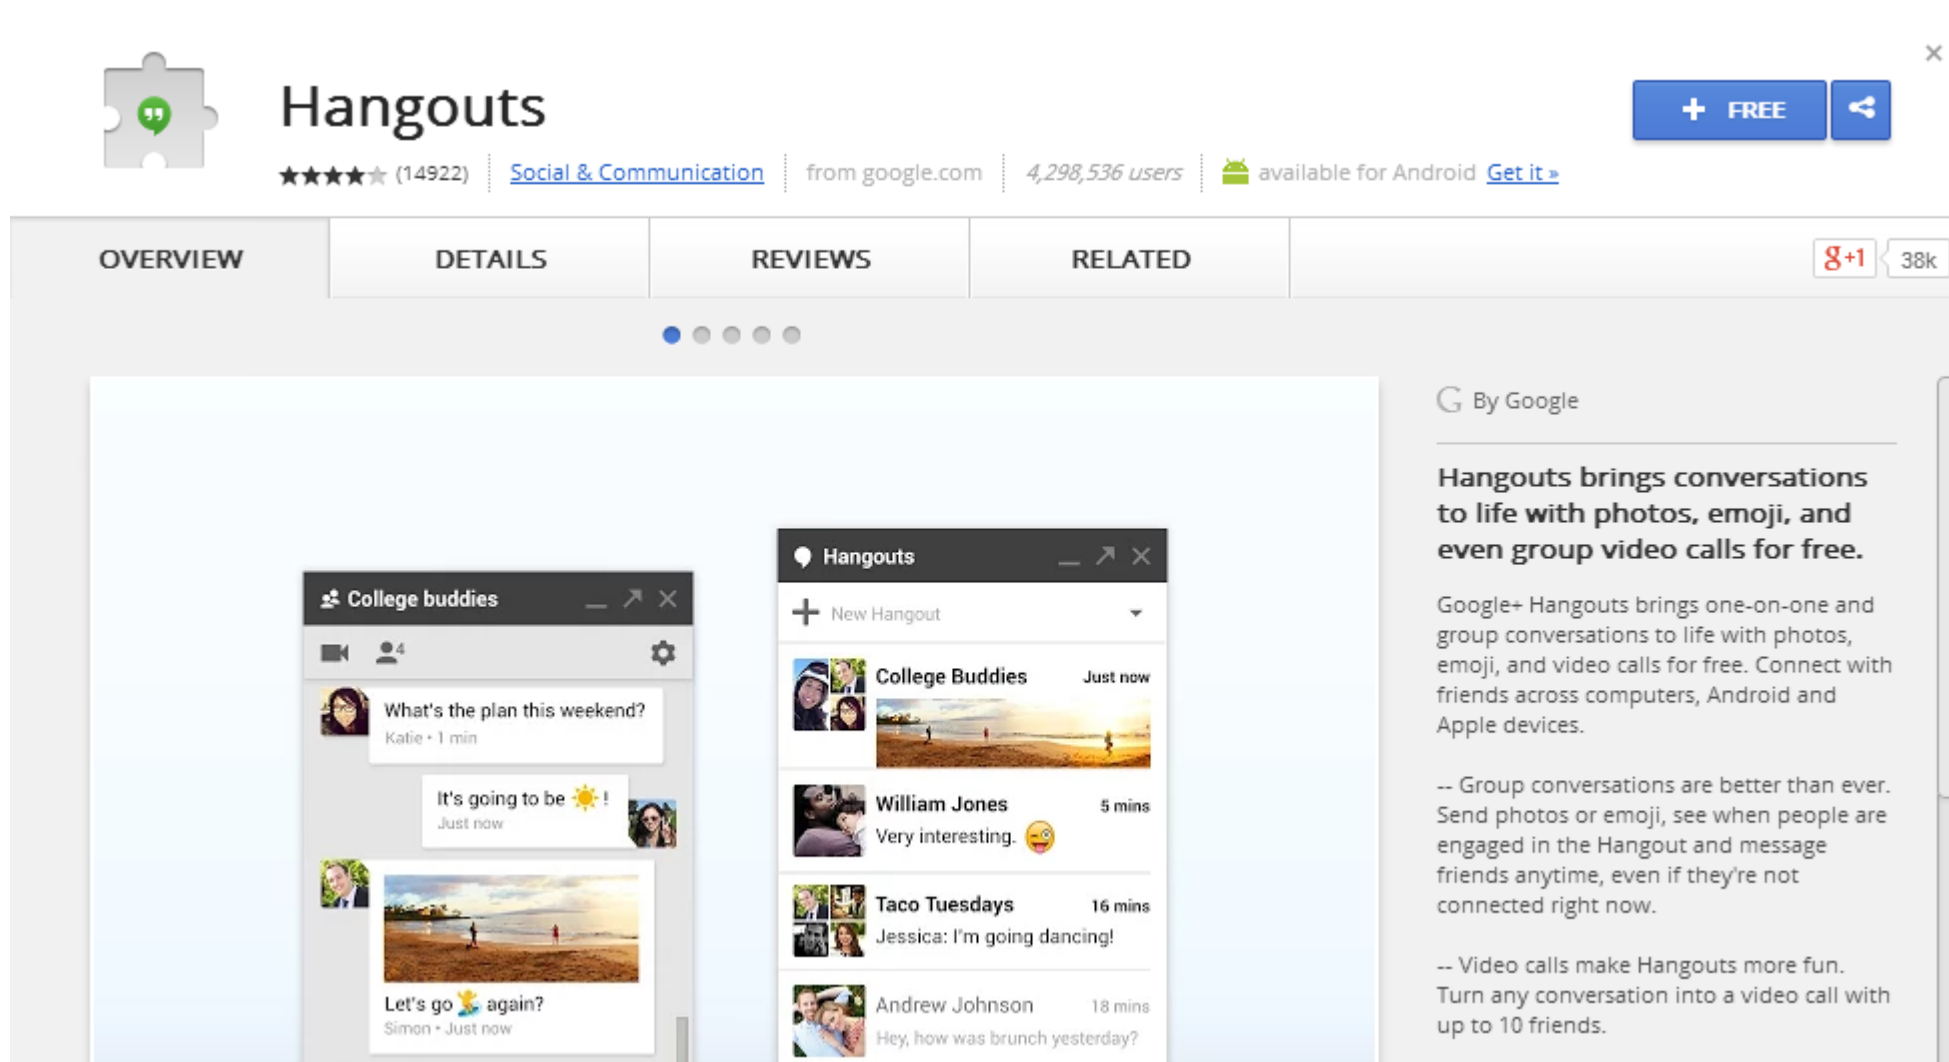 Hangouts
+ FREE
(14922) Social & Communication from google.com 4,298,536 users available for Android Get it »
OVERVIEW DETAILS REVIEWS RELATED
g+1 38k
College buddies
4
What's the plan this weekend?
Katie • 1 min
It's going to be ☀!
Just now
Let's go 🏄 again?
Simon • Just now
Hangouts
New Hangout
College Buddies Just now
William Jones 5 mins
Very interesting. 😜
Taco Tuesdays 16 mins
Jessica: I'm going dancing!
Andrew Johnson 18 mins
Hey, how was brunch yesterday?
G By Google
Hangouts brings conversations
to life with photos, emoji, and
even group video calls for free.
Google+ Hangouts brings one-on-one and
group conversations to life with photos,
emoji, and video calls for free. Connect with
friends across computers, Android and
Apple devices.
-- Group conversations are better than ever.
Send photos or emoji, see when people are
engaged in the Hangout and message
friends anytime, even if they're not
connected right now.
-- Video calls make Hangouts more fun.
Turn any conversation into a video call with
up to 10 friends.